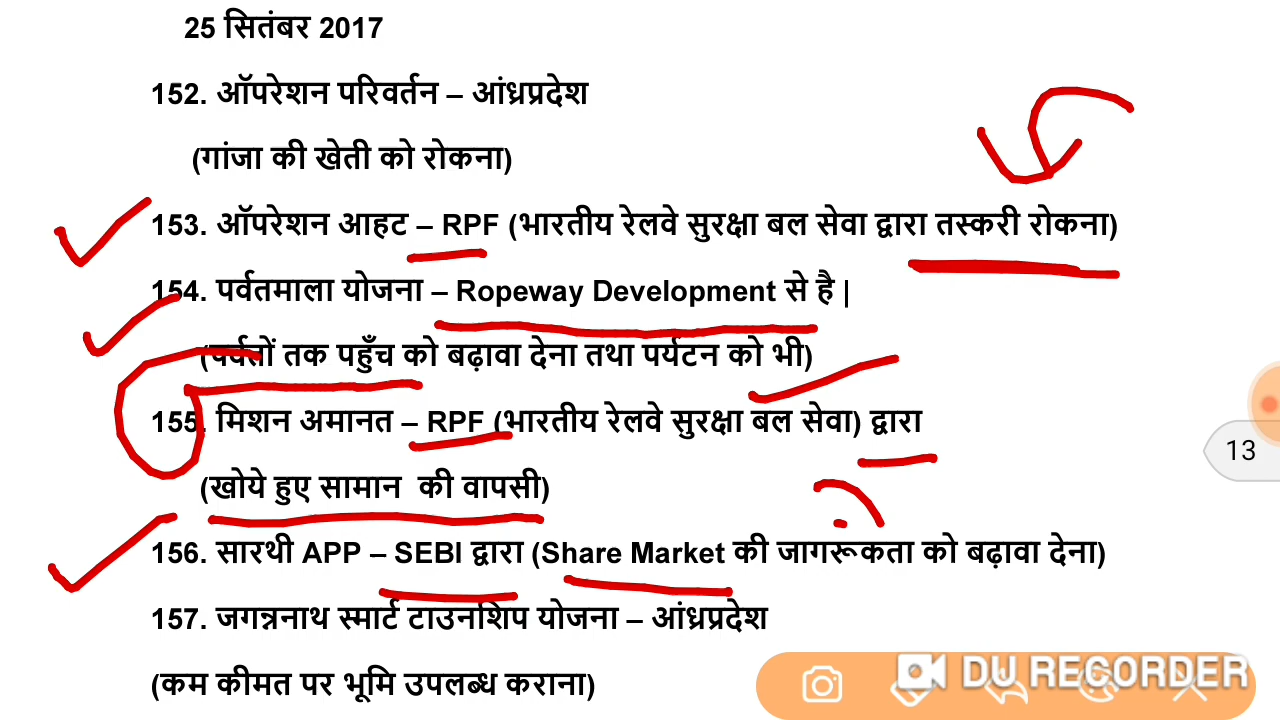 25 सितंबर 2017
152. ऑपरेशन परिवर्तन – आंध्रप्रदेश
(गांजा की खेती को रोकना)
153. ऑपरेशन आहट – RPF (भारतीय रेलवे सुरक्षा बल सेवा द्वारा तस्करी रोकना)
154. पर्वतमाला योजना – Ropeway Development से है |
(पर्वतों तक पहुँच को बढ़ावा देना तथा पर्यटन को भी)
155. मिशन अमानत – RPF (भारतीय रेलवे सुरक्षा बल सेवा) द्वारा
(खोये हुए सामान की वापसी)
13
156. सारथी APP – SEBI द्वारा (Share Market की जागरूकता को बढ़ावा देना)
157. जगन्ननाथ स्मार्ट टाउनशिप योजना – आंध्रप्रदेश
(कम कीमत पर भूमि उपलब्ध कराना)
DU RECORDER